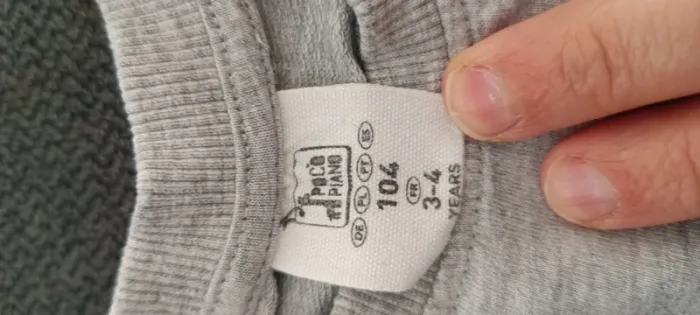 POCO
PIANO
DE PL PT ES
104
FR
3-4
YEARS